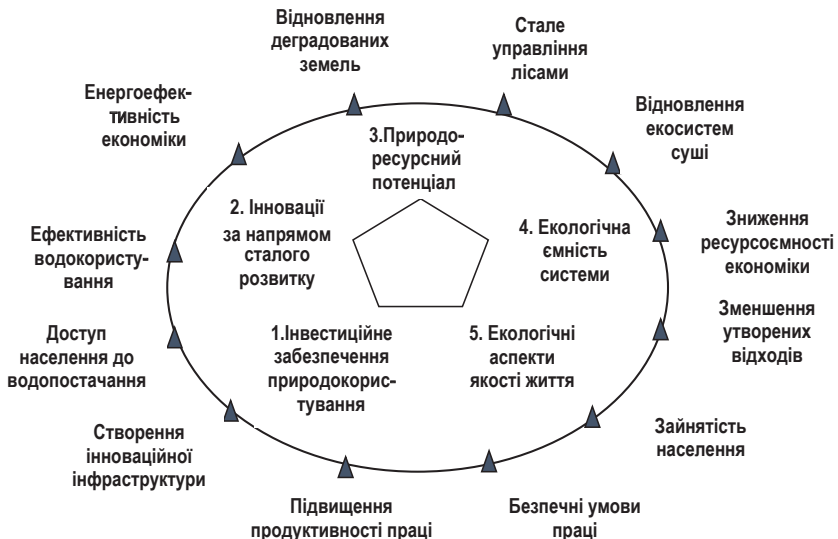 Відновлення
деградованих
земель
Стале
управління
лісами
Енергоефек-
тивність
економіки
Відновлення
екосистем
суші
3.Природо-
ресурсний
потенціал
2. Інновації
за напрямом
сталого
розвитку
4. Екологічна
ємність
системи
Ефективність
водокористу-
вання
Зниження
ресурсоємності
економіки
Доступ
населення до
водопостачання
1.Інвестиційне
забезпечення
природокорис-
тування
5. Екологічні
аспекти
якості життя
Зменшення
утворених
відходів
Створення
інноваційної
інфраструктури
Зайнятість
населення
Підвищення
продуктивності праці
Безпечні умови
праці